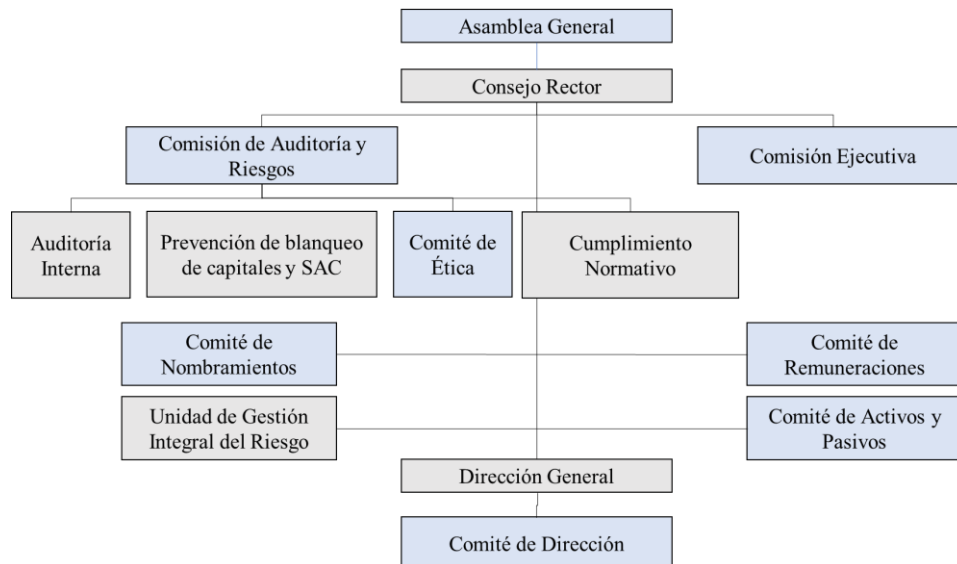 Asamblea General
Consejo Rector
Comisión de Auditoría y
Riesgos
Comisión Ejecutiva
Auditoría
Interna
Prevención de blanqueo
de capitales y SAC
Comité de
Ética
Cumplimiento
Normativo
Comité de
Nombramientos
Comité de
Remuneraciones
Unidad de Gestión
Integral del Riesgo
Comité de Activos y
Pasivos
Dirección General
Comité de Dirección